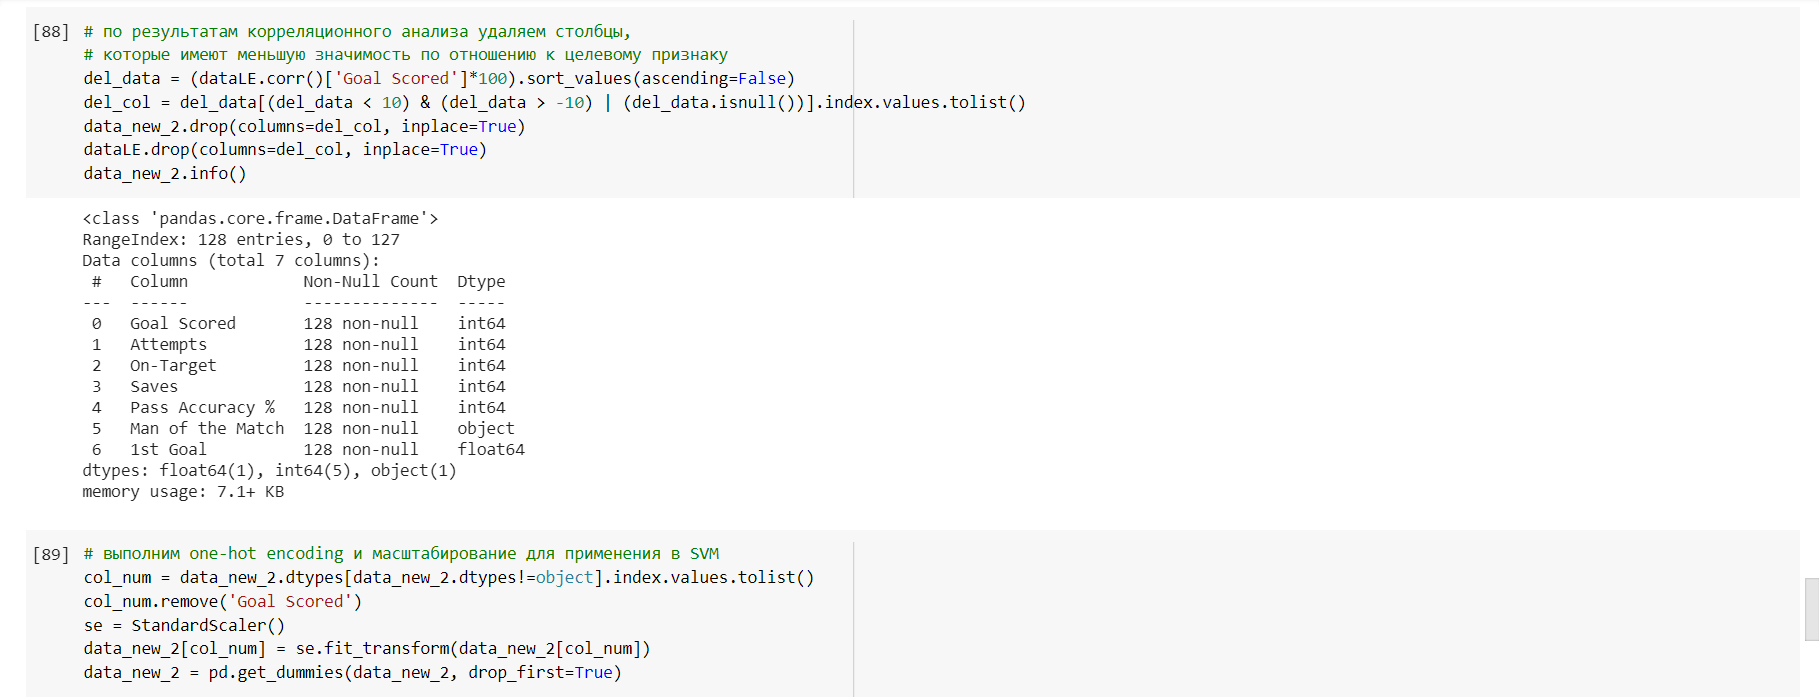 [88] # по результатам корреляционного анализа удаляем столбцы,
# которые имеют меньшую значимость по отношению к целевому признаку
del_data = (dataLE.corr()['Goal Scored']*100).sort_values(ascending=False)
del_col = del_data[(del_data < 10) & (del_data > -10) | (del_data.isnull())].index.values.tolist()
data_new_2.drop(columns=del_col, inplace=True)
dataLE.drop(columns=del_col, inplace=True)
data_new_2.info()
<class 'pandas.core.frame.DataFrame'>
RangeIndex: 128 entries, 0 to 127
Data columns (total 7 columns):
 #   Column            Non-Null Count  Dtype
---  ------            --------------  -----
 0   Goal Scored       128 non-null    int64
 1   Attempts          128 non-null    int64
 2   On-Target         128 non-null    int64
 3   Saves             128 non-null    int64
 4   Pass Accuracy %   128 non-null    int64
 5   Man of the Match  128 non-null    object
 6   1st Goal          128 non-null    float64
dtypes: float64(1), int64(5), object(1)
memory usage: 7.1+ KB
[89] # выполним one-hot encoding и масштабирование для применения в SVM
col_num = data_new_2.dtypes[data_new_2.dtypes!=object].index.values.tolist()
col_num.remove('Goal Scored')
se = StandardScaler()
data_new_2[col_num] = se.fit_transform(data_new_2[col_num])
data_new_2 = pd.get_dummies(data_new_2, drop_first=True)